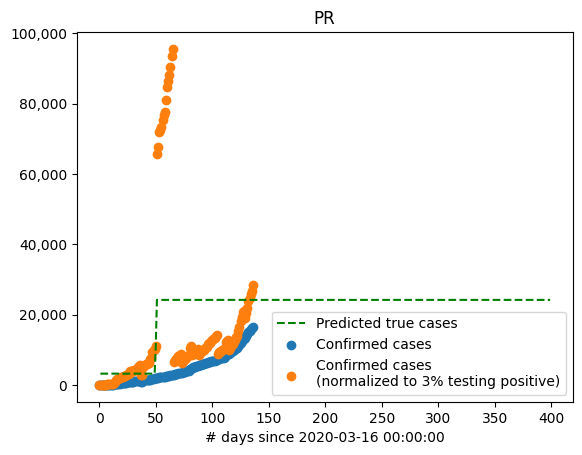 PR
100,000
80,000
60,000
40,000
20,000
0
Predicted true cases
Confirmed cases
Confirmed cases
(normalized to 3% testing positive)
0 50 100 150 200 250 300 350 400
# days since 2020-03-16 00:00:00